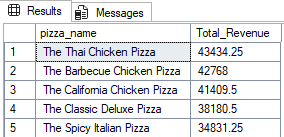 Results Messages
pizza_name Total_Revenue
1 The Thai Chicken Pizza 43434.25
2 The Barbecue Chicken Pizza 42768
3 The California Chicken Pizza 41409.5
4 The Classic Deluxe Pizza 38180.5
5 The Spicy Italian Pizza 34831.25